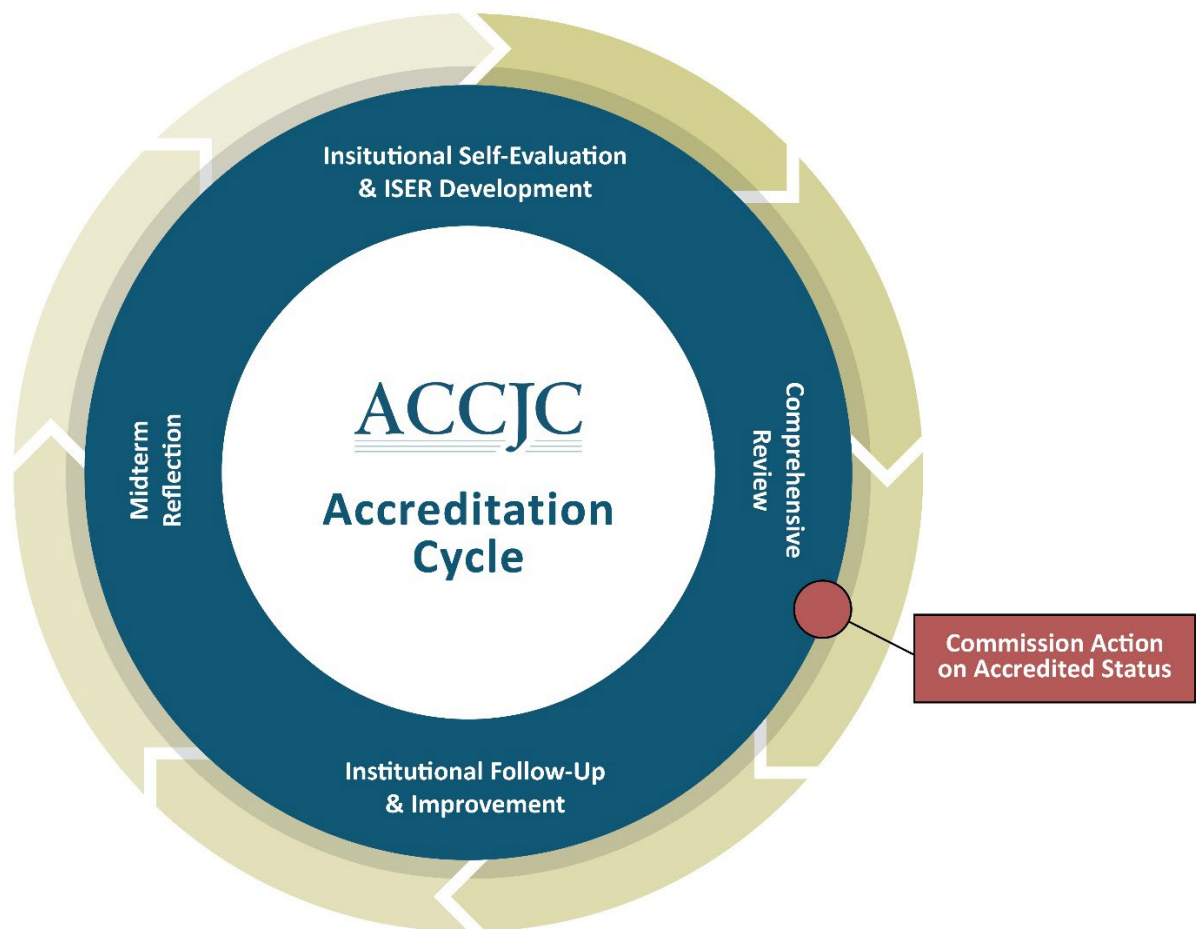 Insitutional Self-Evaluation
& ISER Development
Comprehensive
Review
Commission Action
on Accredited Status
Institutional Follow-Up
& Improvement
Midterm
Reflection
ACCJC
Accreditation
Cycle